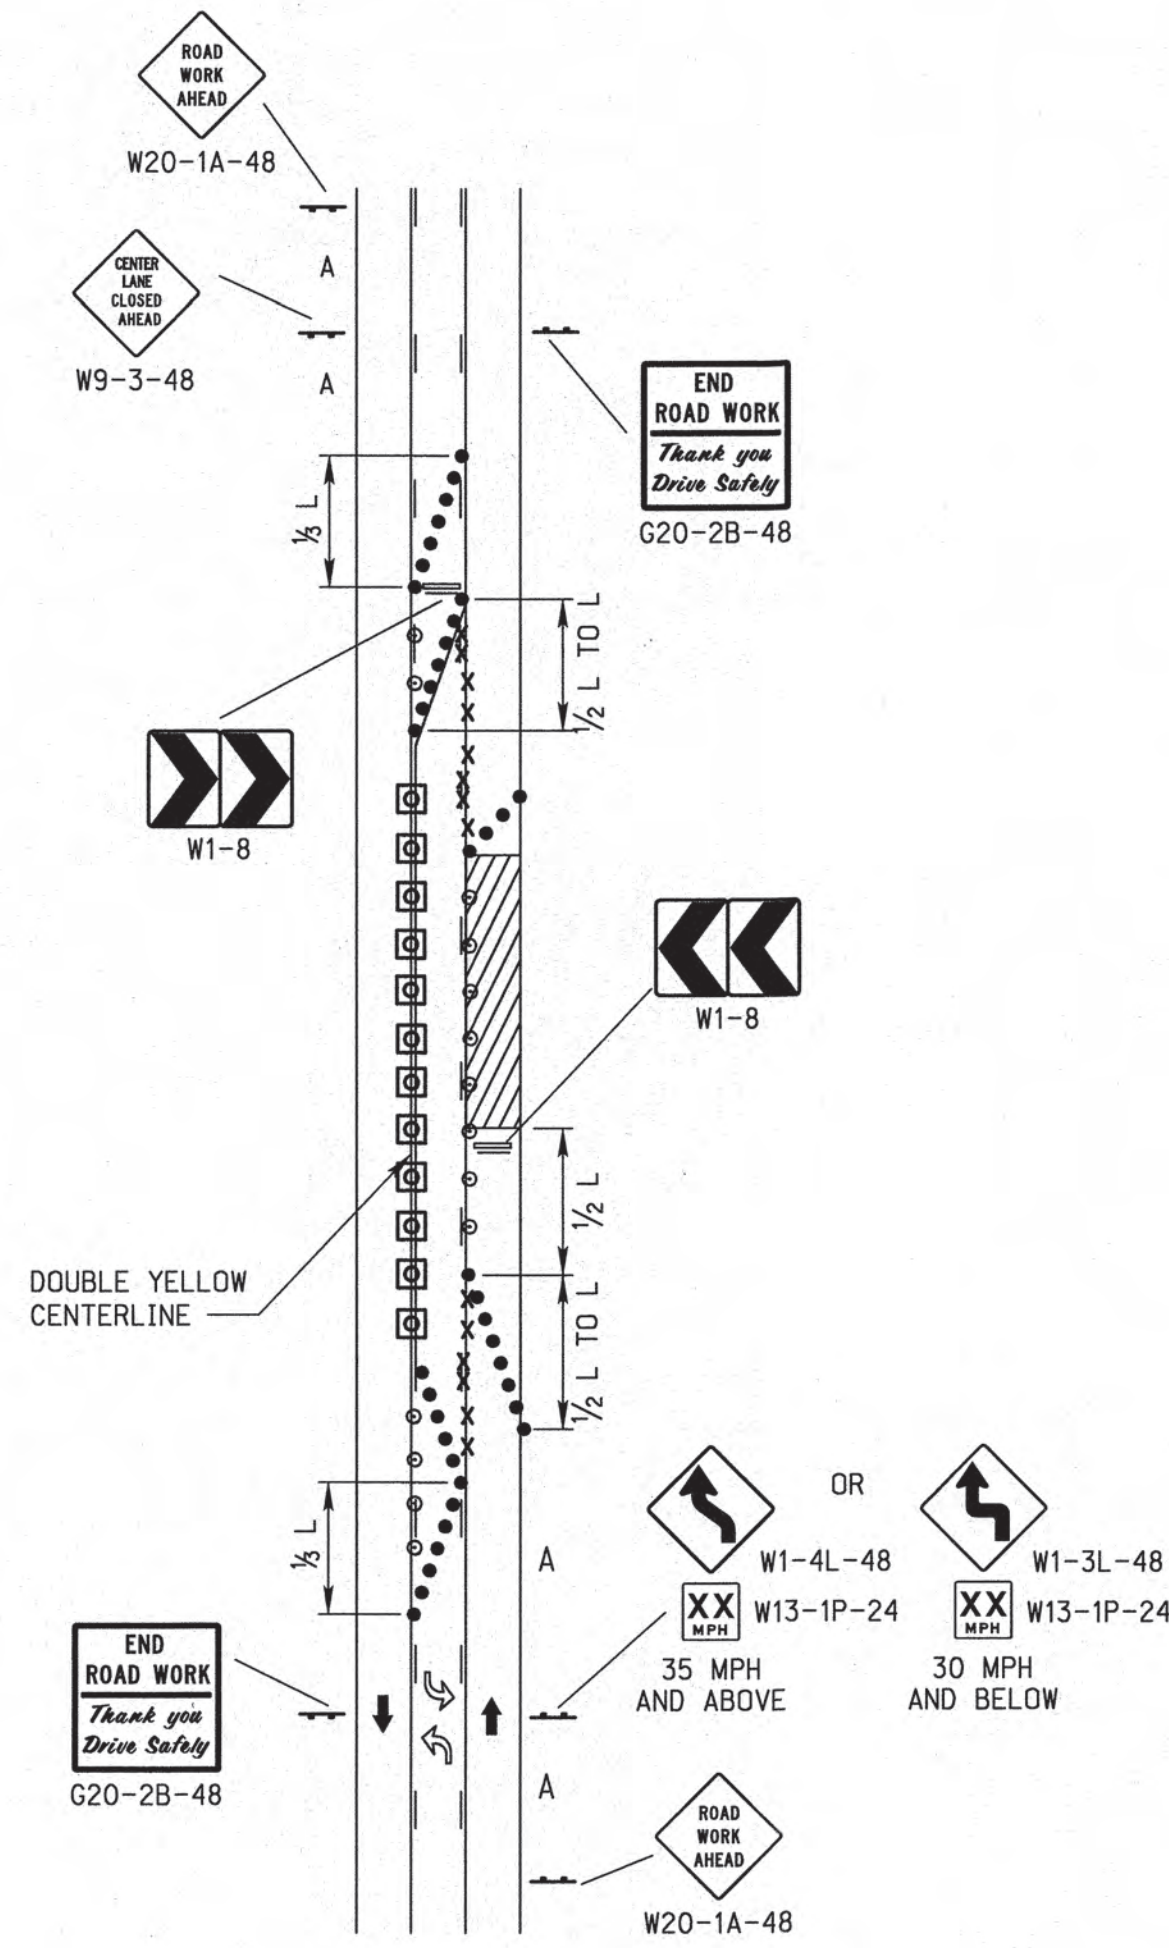 ROAD
WORK
AHEAD
W20-1A-48
A
CENTER
LANE
CLOSED
AHEAD
W9-3-48
A
END
ROAD WORK
Thank you
Drive Safely
G20-2B-48
⅓ L
½ L TO L
W1-8
W1-8
½ L
DOUBLE YELLOW
CENTERLINE
½ L TO L
⅓ L
A
OR
W1-4L-48
W1-3L-48
XX
MPH
W13-1P-24
XX
MPH
W13-1P-24
35 MPH
AND ABOVE
30 MPH
AND BELOW
END
ROAD WORK
Thank you
Drive Safely
G20-2B-48
A
ROAD
WORK
AHEAD
W20-1A-48